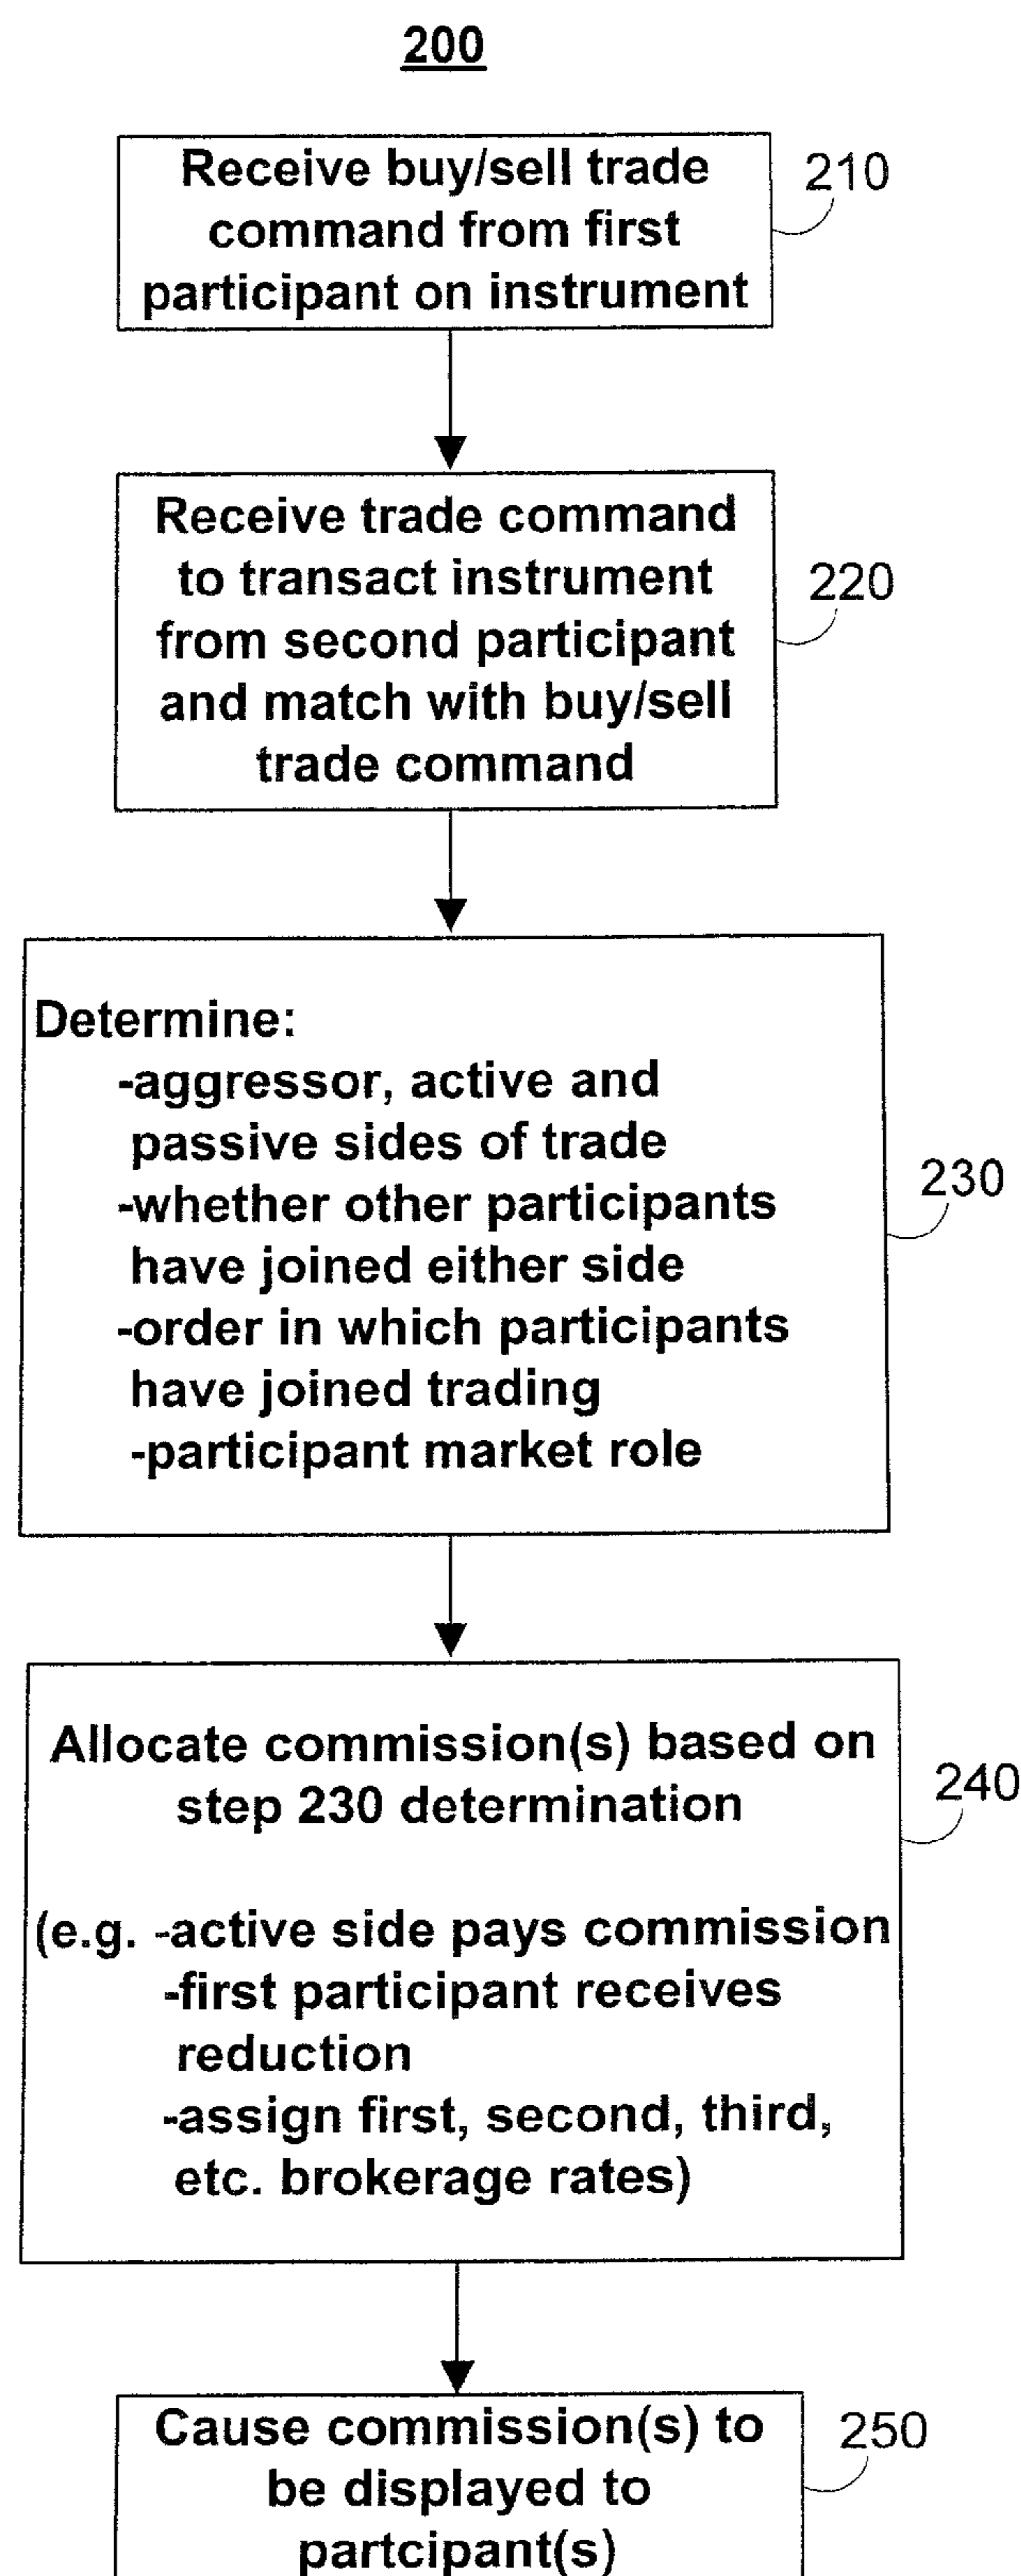 200
Receive buy/sell trade
command from first
participant on instrument
210
Receive trade command
to transact instrument
from second participant
and match with buy/sell
trade command
220
Determine:
-aggressor, active and
passive sides of trade
-whether other participants
have joined either side
-order in which participants
have joined trading
-participant market role
230
Allocate commission(s) based on
step 230 determination
(e.g. -active side pays commission
-first participant receives
reduction
-assign first, second, third,
etc. brokerage rates)
240
Cause commission(s) to
be displayed to
partcipant(s)
250